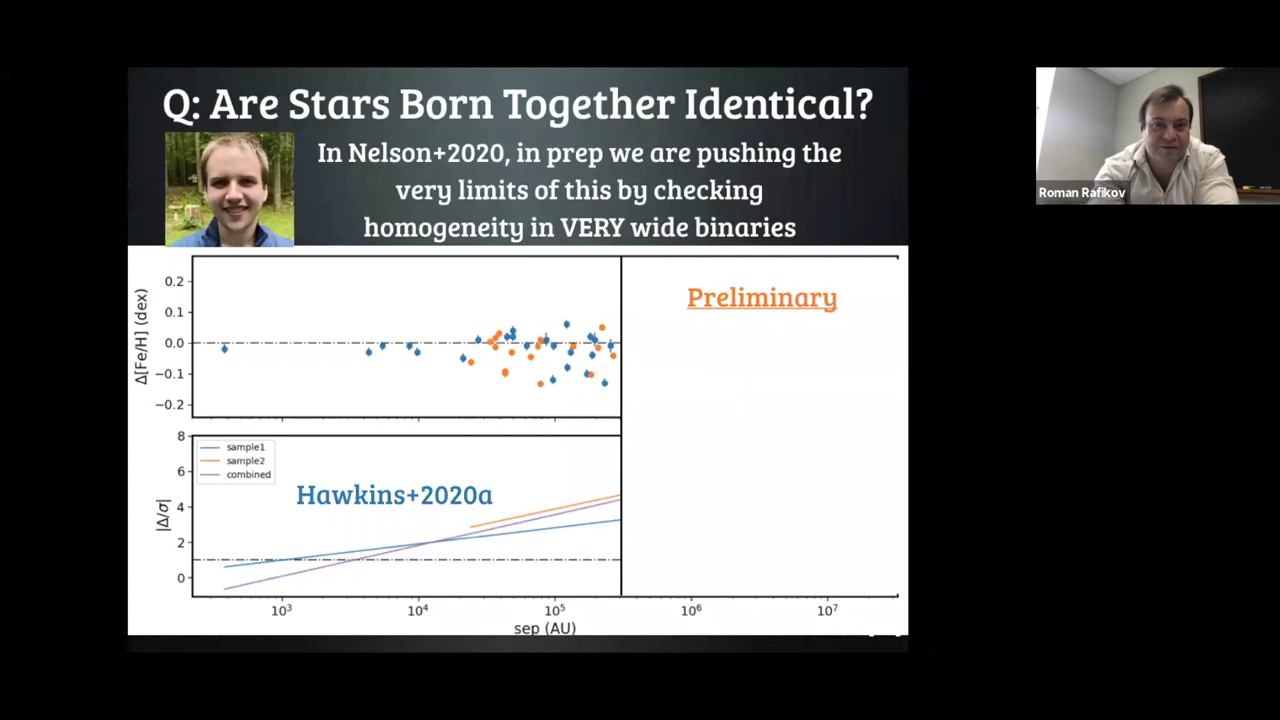 Q: Are Stars Born Together Identical?
In Nelson+2020, in prep we are pushing the
very limits of this by checking
homogeneity in VERY wide binaries
Roman Rafikov
Preliminary
Δ[Fe/H] (dex)
0.2
0.1
0.0
−0.1
−0.2
|Δ/σ|
8
6
4
2
0
sample1
sample2
combined
Hawkins+2020a
10³ 10⁴ 10⁵ 10⁶ 10⁷
sep (AU)